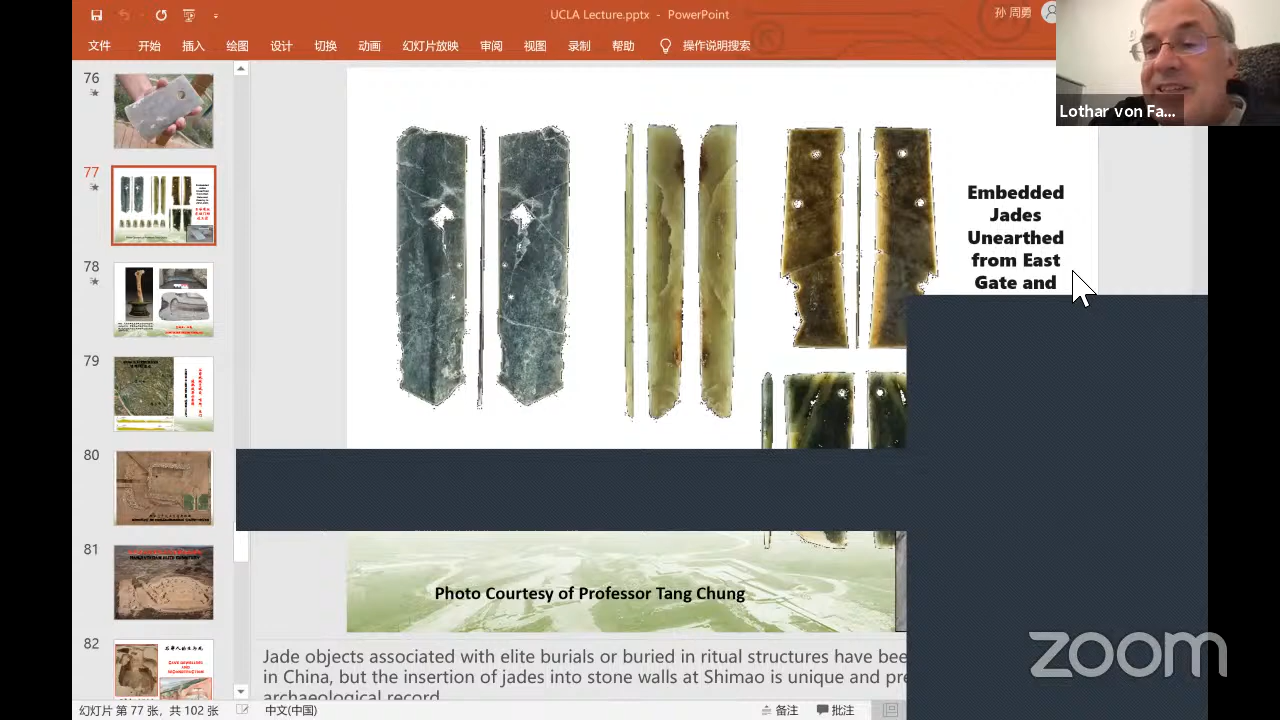 UCLA Lecture.pptx - PowerPoint
孙 周勇
文件 开始 插入 绘图 设计 切换 动画 幻灯片放映 审阅 视图 录制 帮助 操作说明搜索
Lothar von Fa...
76
77
78
79
80
81
82
Embedded
Jades
Unearthed
from East
Gate and
Photo Courtesy of Professor Tang Chung
Jade objects associated with elite burials or buried in ritual structures have bee
in China, but the insertion of jades into stone walls at Shimao is unique and pre
archaeological record
幻灯片 第 77 张，共 102 张
中文(中国)
备注
批注
zoom